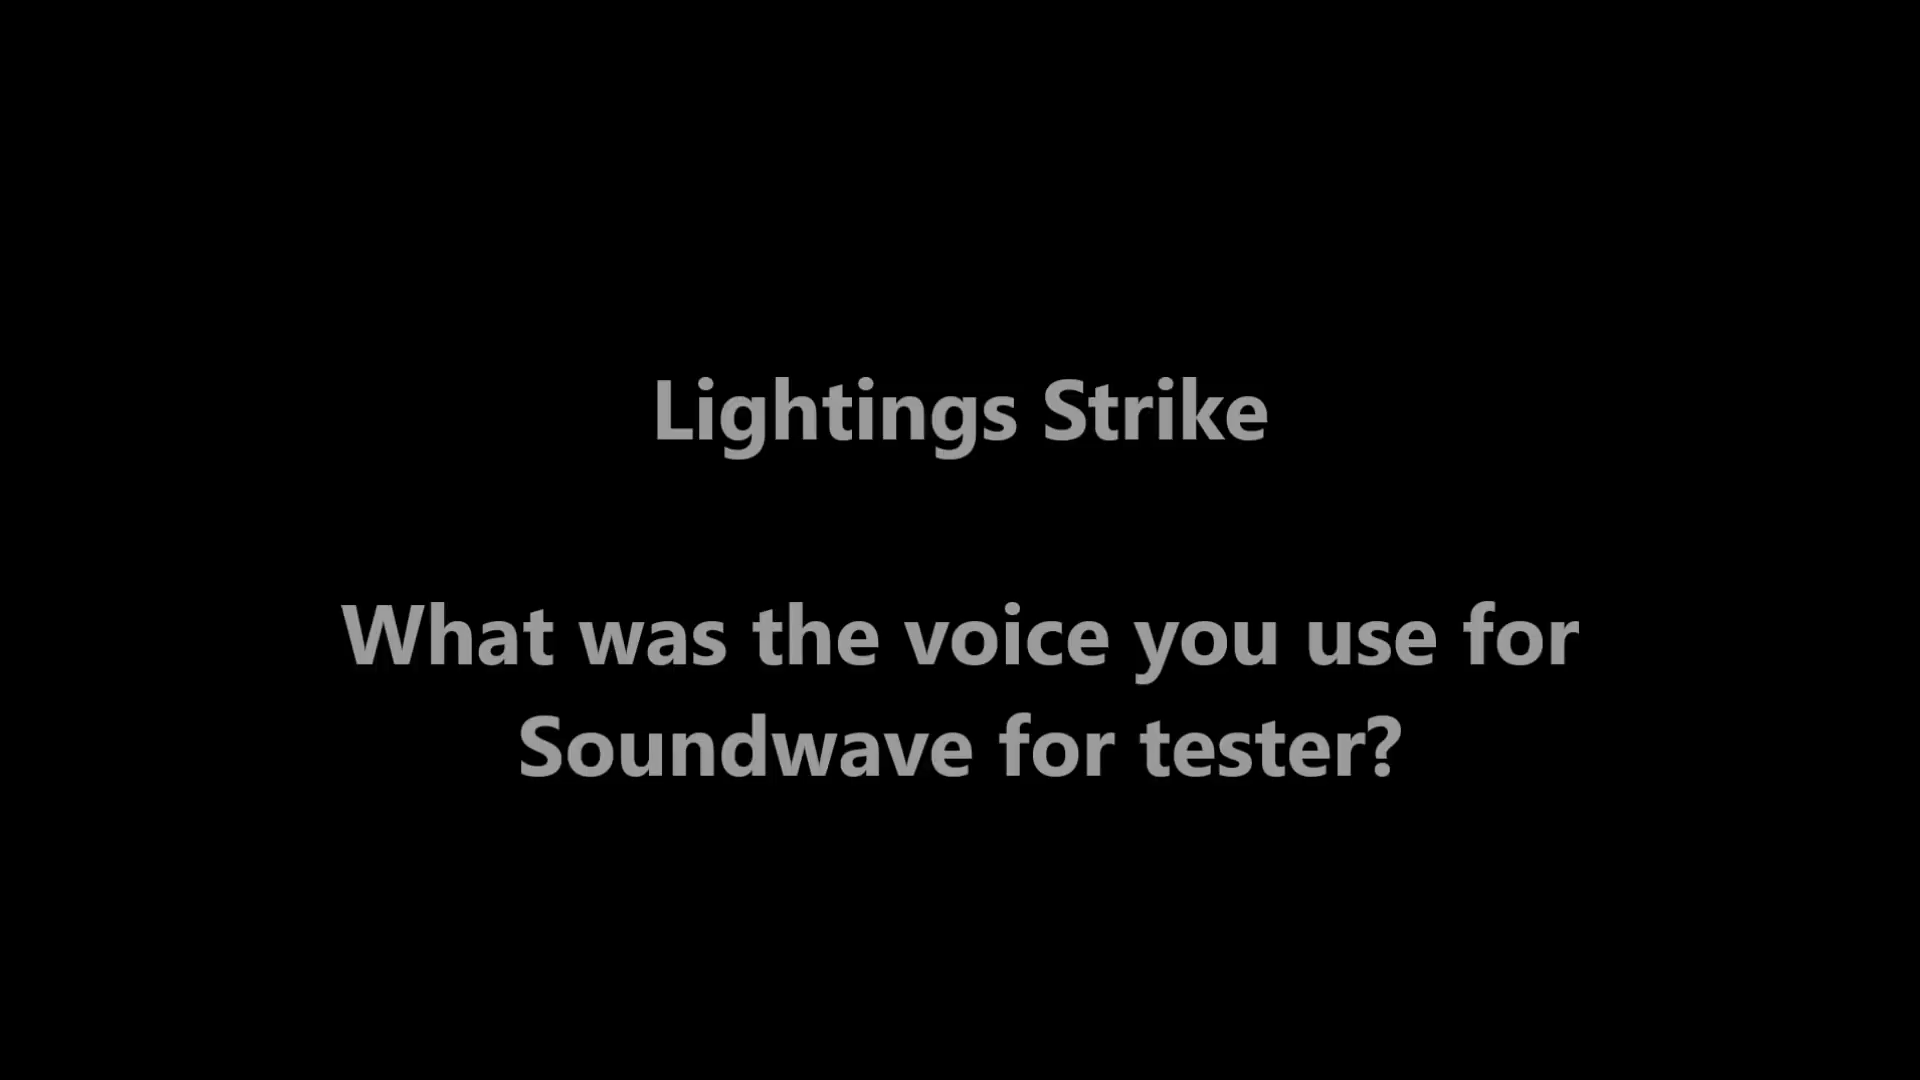 Lightings Strike
What was the voice you use for
Soundwave for tester?